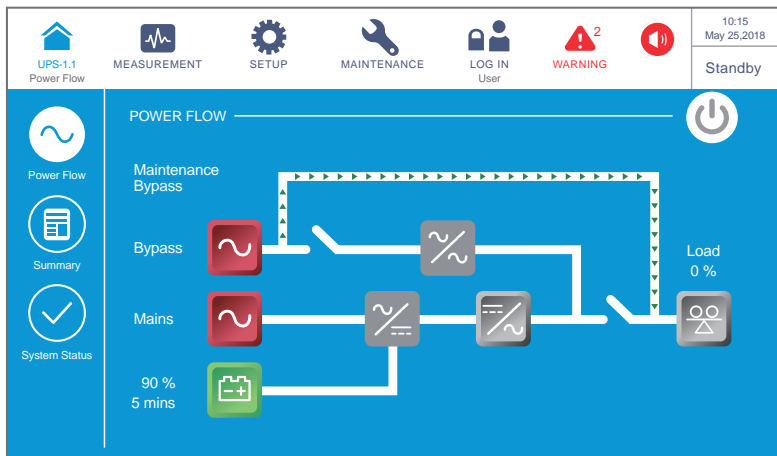 UPS-1.1
Power Flow
MEASUREMENT
SETUP
MAINTENANCE
LOG IN
User
2
WARNING
10:15
May 25,2018
Standby
POWER FLOW
Power Flow
Summary
System Status
Maintenance
Bypass
Bypass
Load
0 %
Mains
90 %
5 mins